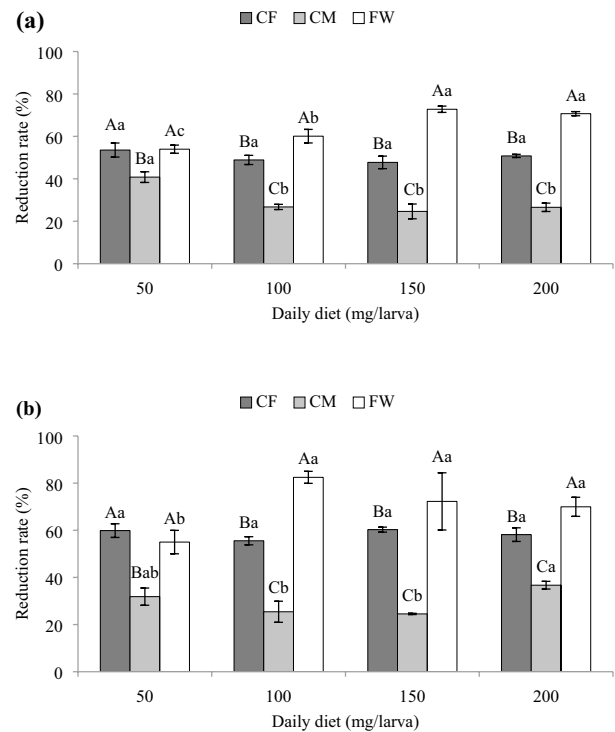 (a)
CF CM FW
Reduction rate (%)
100
80
60
40
20
0
Aa Ba Ac
Ba Cb Ab
Ba Cb Aa
Ba Cb Aa
50 100 150 200
Daily diet (mg/larva)
(b)
CF CM FW
Reduction rate (%)
100
80
60
40
20
0
Aa Bab Ab
Ba Cb Aa
Ba Cb Aa
Ba Ca Aa
50 100 150 200
Daily diet (mg/larva)